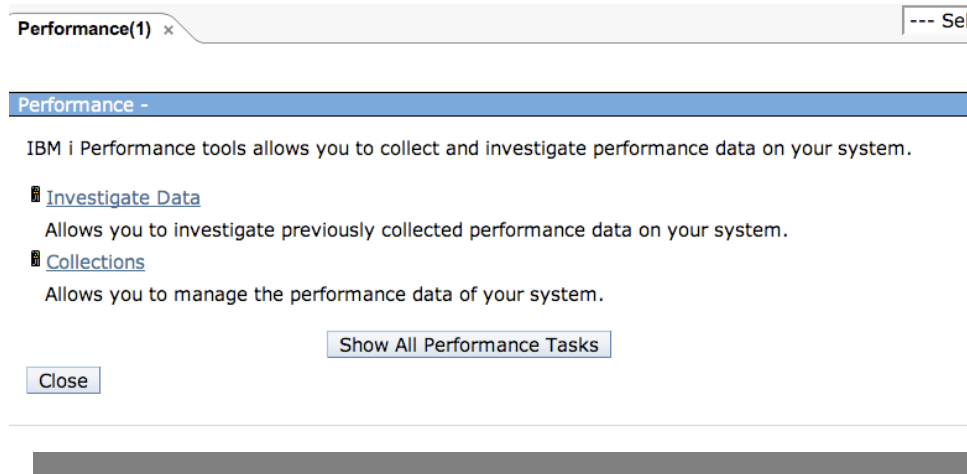 Performance(1) ×
--- Sel
Performance -
IBM i Performance tools allows you to collect and investigate performance data on your system.
Investigate Data
Allows you to investigate previously collected performance data on your system.
Collections
Allows you to manage the performance data of your system.
Show All Performance Tasks
Close